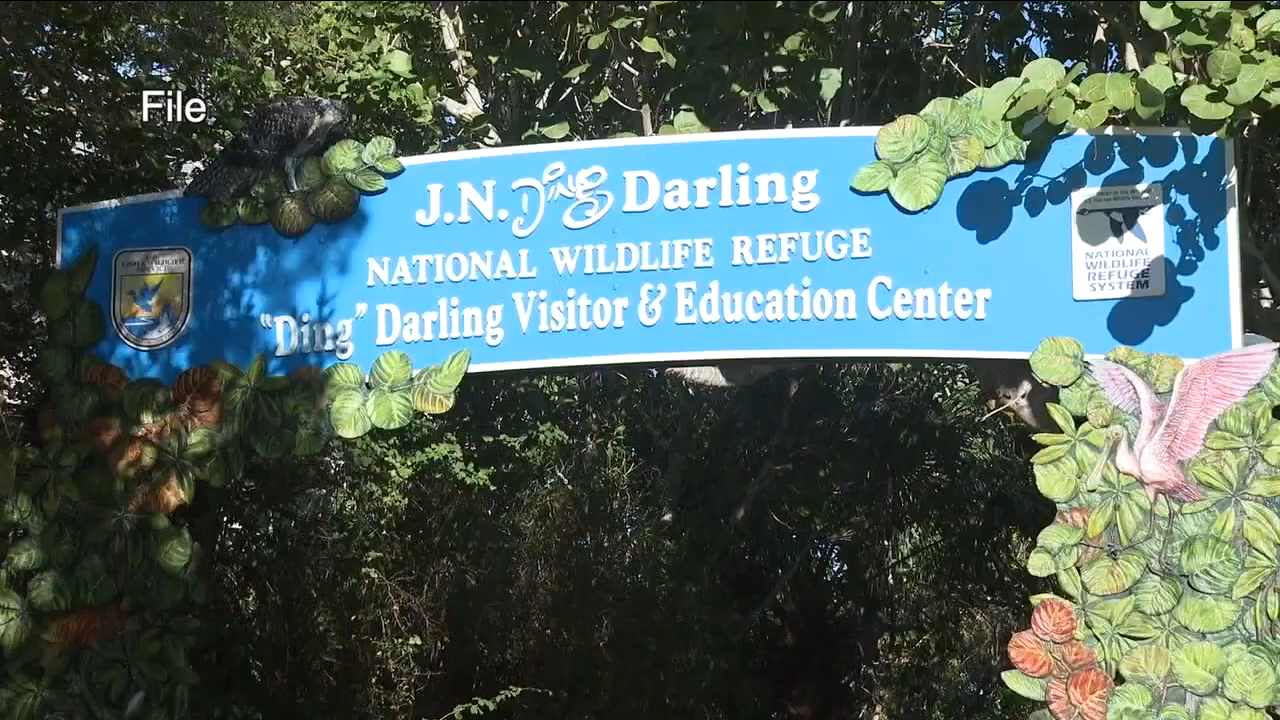 File
J.N. Ding Darling
NATIONAL WILDLIFE REFUGE
"Ding" Darling Visitor & Education Center
NATIONAL
WILDLIFE
REFUGE
SYSTEM